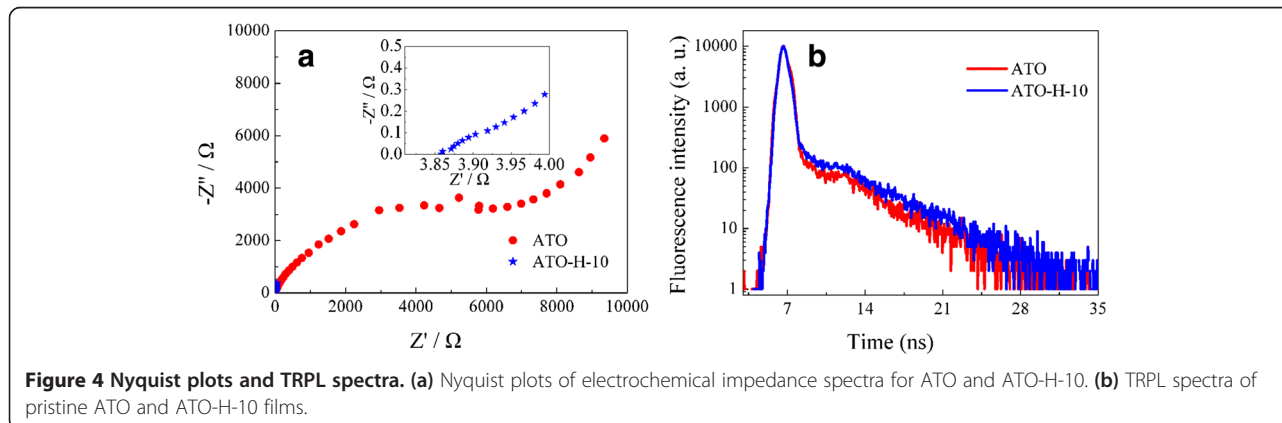 a
10000
8000
6000
4000
2000
0
-Z" / Ω
0 2000 4000 6000 8000 10000
Z' / Ω
ATO
ATO-H-10
0.5
0.4
0.3
0.2
0.1
0.0
-Z" / Ω
3.85 3.90 3.95 4.00
Z' / Ω
b
10000
1000
100
10
1
Fluorescence intensity (a. u.)
7 14 21 28 35
Time (ns)
ATO
ATO-H-10
Figure 4 Nyquist plots and TRPL spectra. (a) Nyquist plots of electrochemical impedance spectra for ATO and ATO-H-10. (b) TRPL spectra of
pristine ATO and ATO-H-10 films.